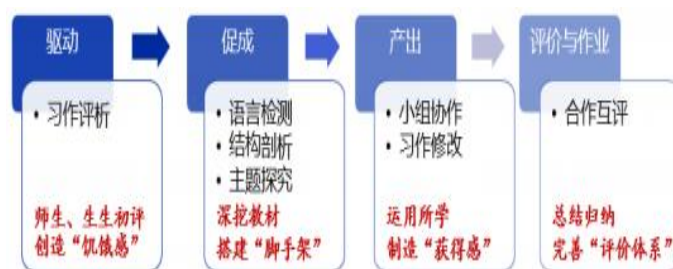 驱动
• 习作评析
师生、生生初评
创造“饥饿感”
促成
• 语言检测
• 结构剖析
• 主题探究
深挖教材
搭建“脚手架”
产出
• 小组协作
• 习作修改
运用所学
制造“获得感”
评价与作业
• 合作互评
总结归纳
完善“评价体系”